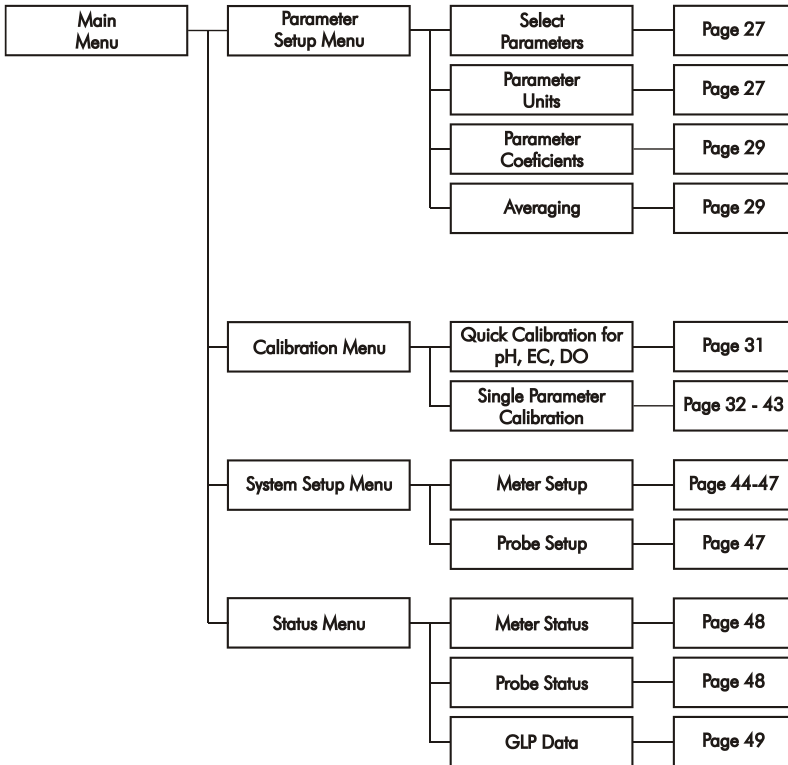 Main
Menu
Parameter
Setup Menu
Select
Parameters
Page 27
Parameter
Units
Page 27
Parameter
Coeficients
Page 29
Averaging
Page 29
Calibration Menu
Quick Calibration for
pH, EC, DO
Page 31
Single Parameter
Calibration
Page 32 - 43
System Setup Menu
Meter Setup
Page 44-47
Probe Setup
Page 47
Status Menu
Meter Status
Page 48
Probe Status
Page 48
GLP Data
Page 49